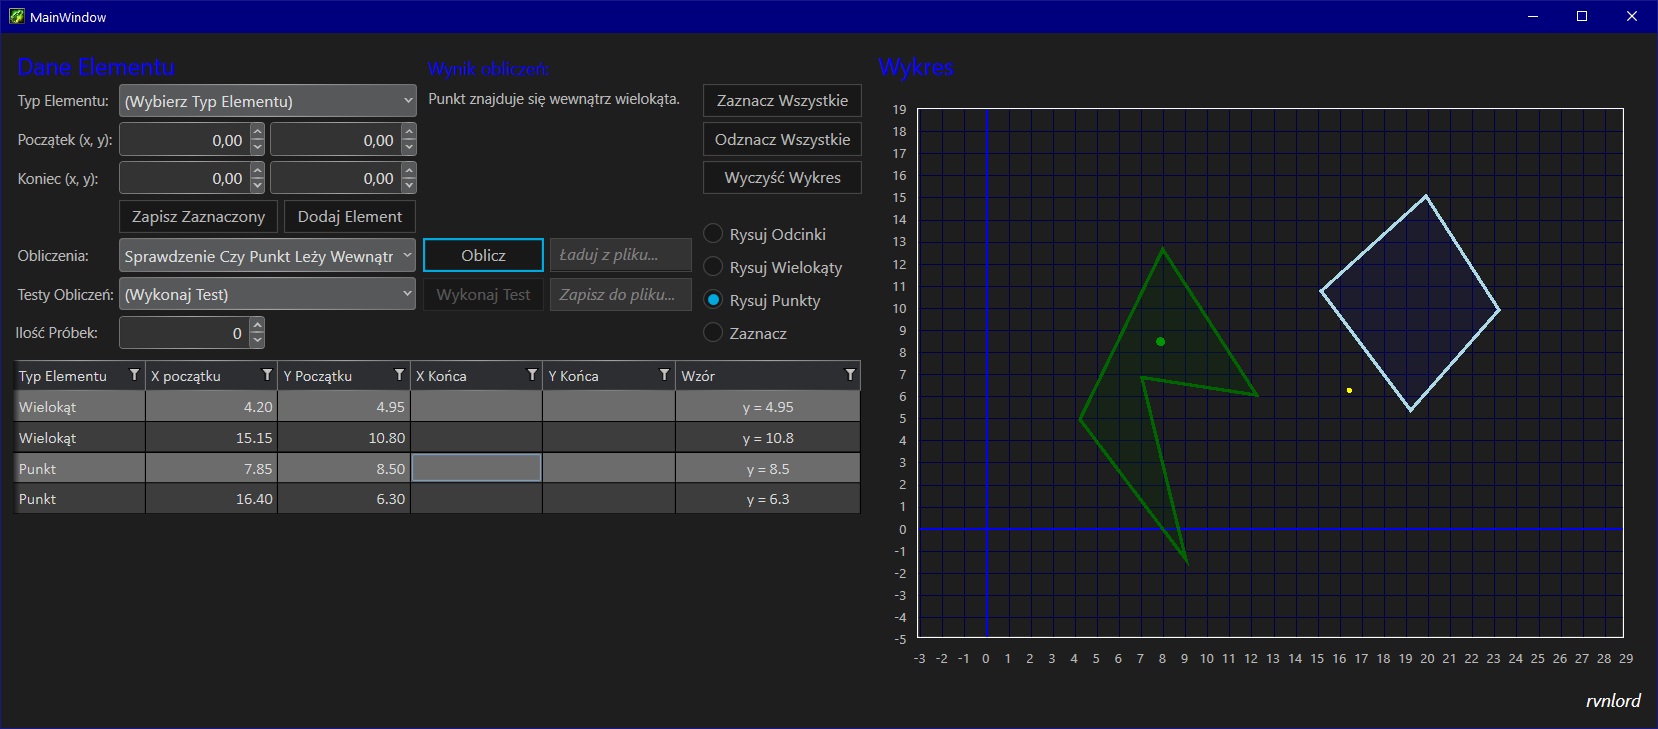 MainWindow
Dane Elementu
Wynik obliczeń:
Wykres
Typ Elementu: (Wybierz Typ Elementu)
Punkt znajduje się wewnątrz wielokąta.
Zaznacz Wszystkie
Początek (x, y): 0,00 0,00
Odznacz Wszystkie
Koniec (x, y): 0,00 0,00
Wyczyść Wykres
Zapisz Zaznaczony Dodaj Element
Obliczenia: Sprawdzenie Czy Punkt Leży Wewnątr Oblicz Ładuj z pliku...
Testy Obliczeń: (Wykonaj Test) Wykonaj Test Zapisz do pliku...
Ilość Próbek: 0
Rysuj Odcinki
Rysuj Wielokąty
Rysuj Punkty
Zaznacz
Typ Elementu X początku Y Początku X Końca Y Końca Wzór
Wielokąt 4.20 4.95 y = 4.95
Wielokąt 15.15 10.80 y = 10.8
Punkt 7.85 8.50 y = 8.5
Punkt 16.40 6.30 y = 6.3
19
18
17
16
15
14
13
12
11
10
9
8
7
6
5
4
3
2
1
0
-1
-2
-3
-4
-5
-3 -2 -1 0 1 2 3 4 5 6 7 8 9 10 11 12 13 14 15 16 17 18 19 20 21 22 23 24 25 26 27 28 29
rvnlord